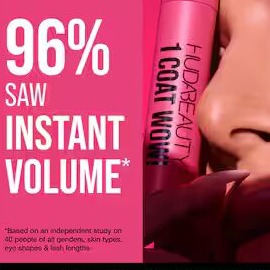 96%
SAW
INSTANT
VOLUME*
*Based on an independent study on
40 people of all genders, skin types,
eye shapes & lash lengths
HUDABEAUTY
1 COAT WOW!